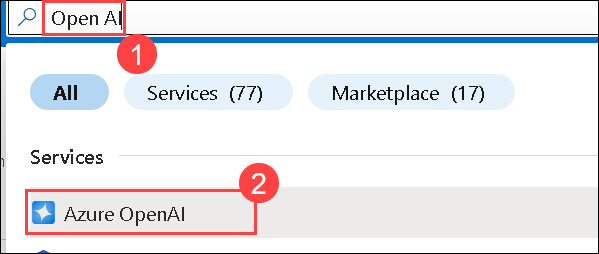 Open AI
1
All Services (77) Marketplace (17)
Services
2
Azure OpenAI